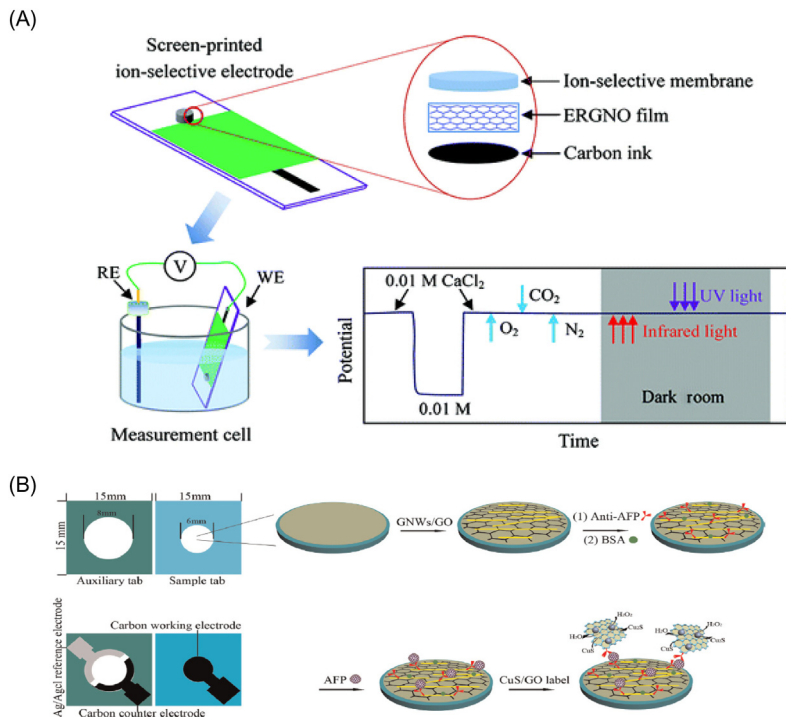 (A)
Screen-printed
ion-selective electrode
Ion-selective membrane
ERGNO film
Carbon ink
RE
V
WE
Measurement cell
Potential
0.01 M CaCl₂
0.01 M
O₂
CO₂
N₂
UV light
Infrared light
Dark room
Time
(B)
15mm
15mm
15 mm
8mm
6mm
Auxiliary tab
Sample tab
GNWs/GO
(1) Anti-AFP
(2) BSA
Ag/Agcl reference electrode
Carbon working electrode
Carbon counter electrode
AFP
CuS/GO label
H₂O₂
Cu₂S
H₂O
CuS
H₂O₂
Cu₂S
H₂O
CuS